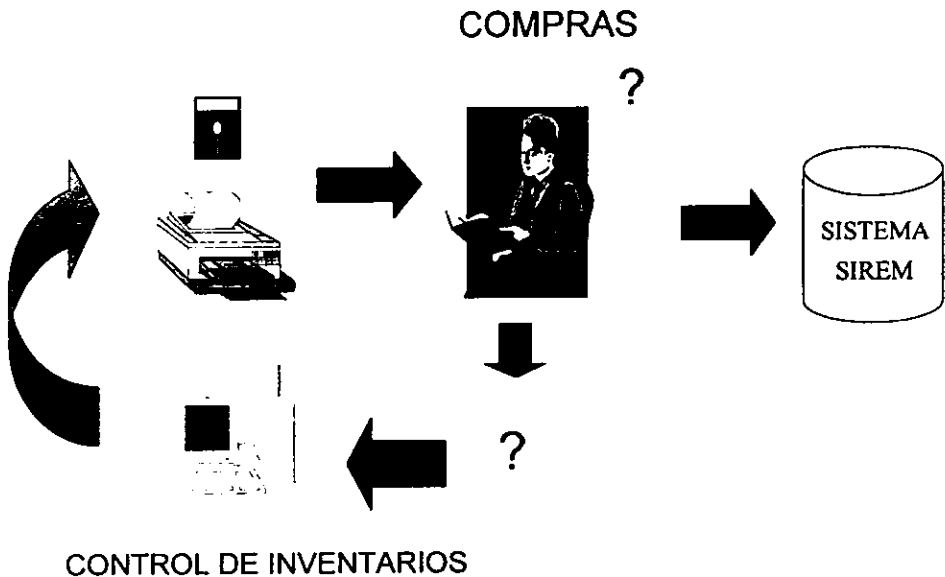 COMPRAS
?
SISTEMA
SIREM
?
CONTROL DE INVENTARIOS